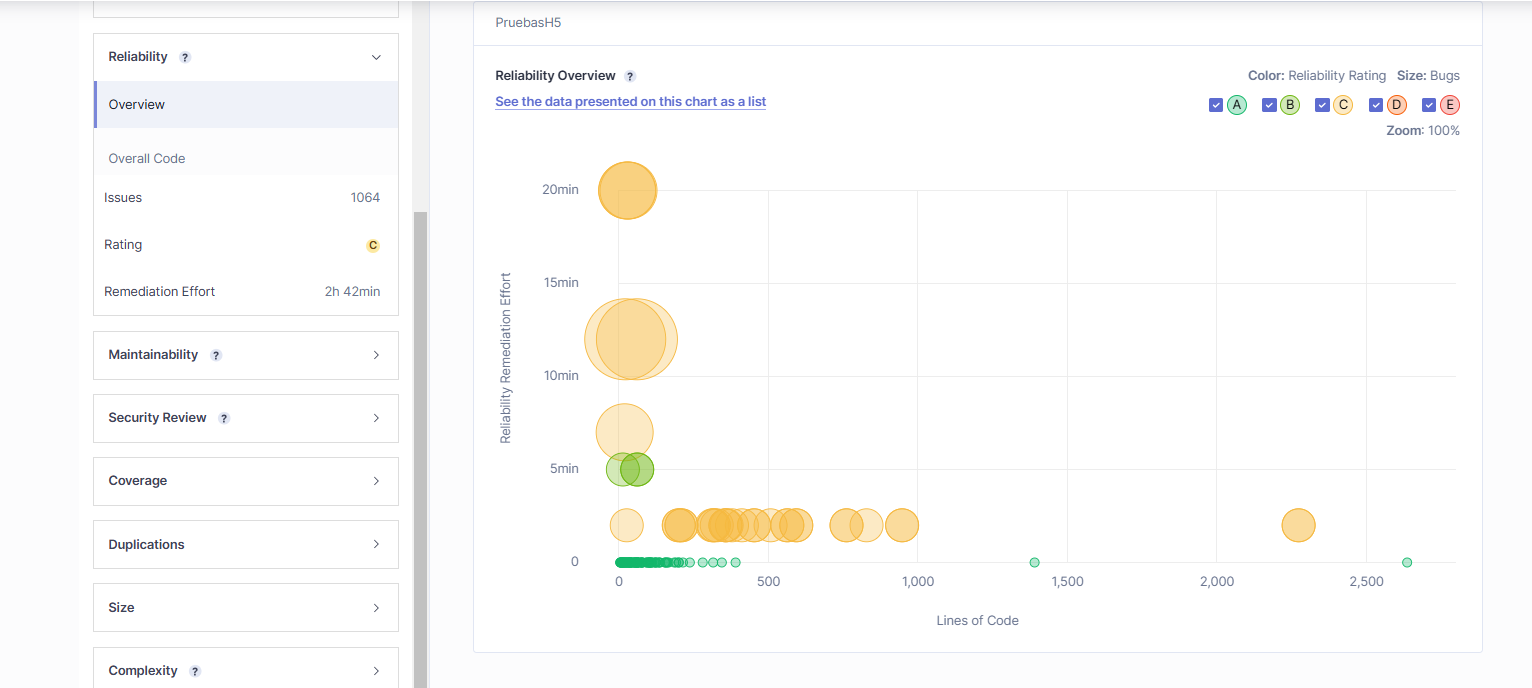 Reliability ?
Overview
Overall Code
Issues 1064
Rating C
Remediation Effort 2h 42min
Maintainability ?
Security Review ?
Coverage
Duplications
Size
Complexity ?
PruebasH5
Reliability Overview ?
See the data presented on this chart as a list
Color: Reliability Rating Size: Bugs
A B C D E
Zoom: 100%
20min
15min
10min
5min
0
Reliability Remediation Effort
0 500 1,000 1,500 2,000 2,500
Lines of Code